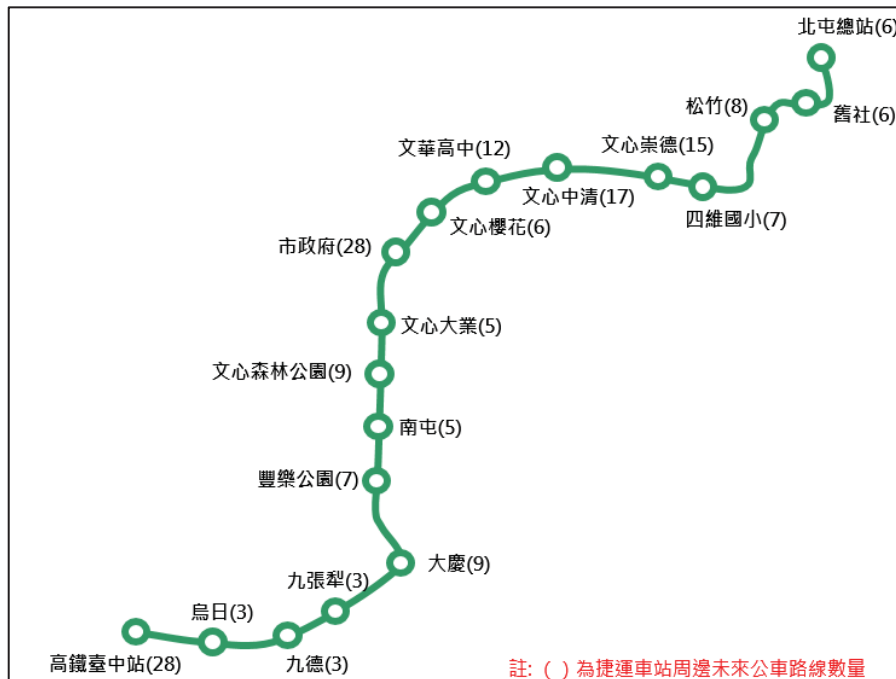 北屯總站(6)
舊社(6)
松竹(8)
四維國小(7)
文心崇德(15)
文心中清(17)
文華高中(12)
文心櫻花(6)
市政府(28)
文心大業(5)
文心森林公園(9)
南屯(5)
豐樂公園(7)
大慶(9)
九張犁(3)
九德(3)
烏日(3)
高鐵臺中站(28)
註: ( ) 為捷運車站周邊未來公車路線數量